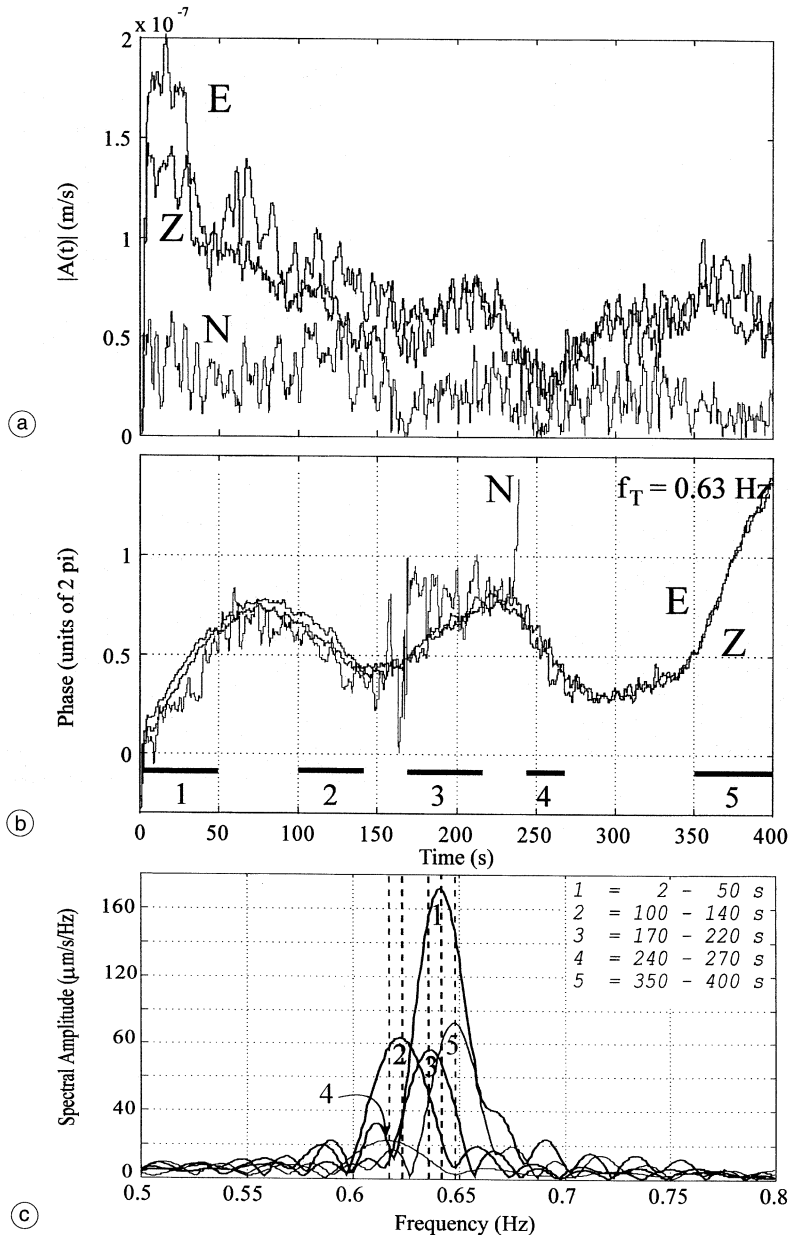 x 10⁻⁷
2
1.5
1
0.5
0
|A(t)| (m/s)
E
Z
N
a
1
0.5
0
Phase (units of 2 pi)
N
f_T = 0.63 Hz
E
Z
1 2 3 4 5
0 50 100 150 200 250 300 350 400
Time (s)
b
160
120
60
40
0
Spectral Amplitude (μm/s/Hz)
1 = 2 - 50 s
2 = 100 - 140 s
3 = 170 - 220 s
4 = 240 - 270 s
5 = 350 - 400 s
1
2
3
5
4
0.5 0.55 0.6 0.65 0.7 0.75 0.8
Frequency (Hz)
c